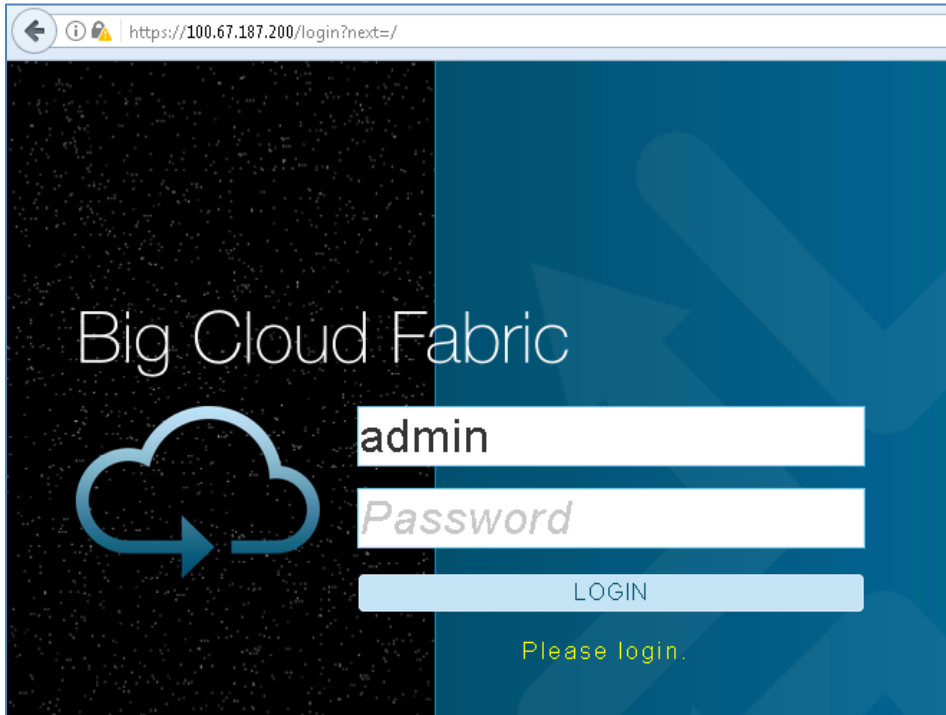 https://100.67.187.200/login?next=/
Big Cloud Fabric
admin
Password
LOGIN
Please login.